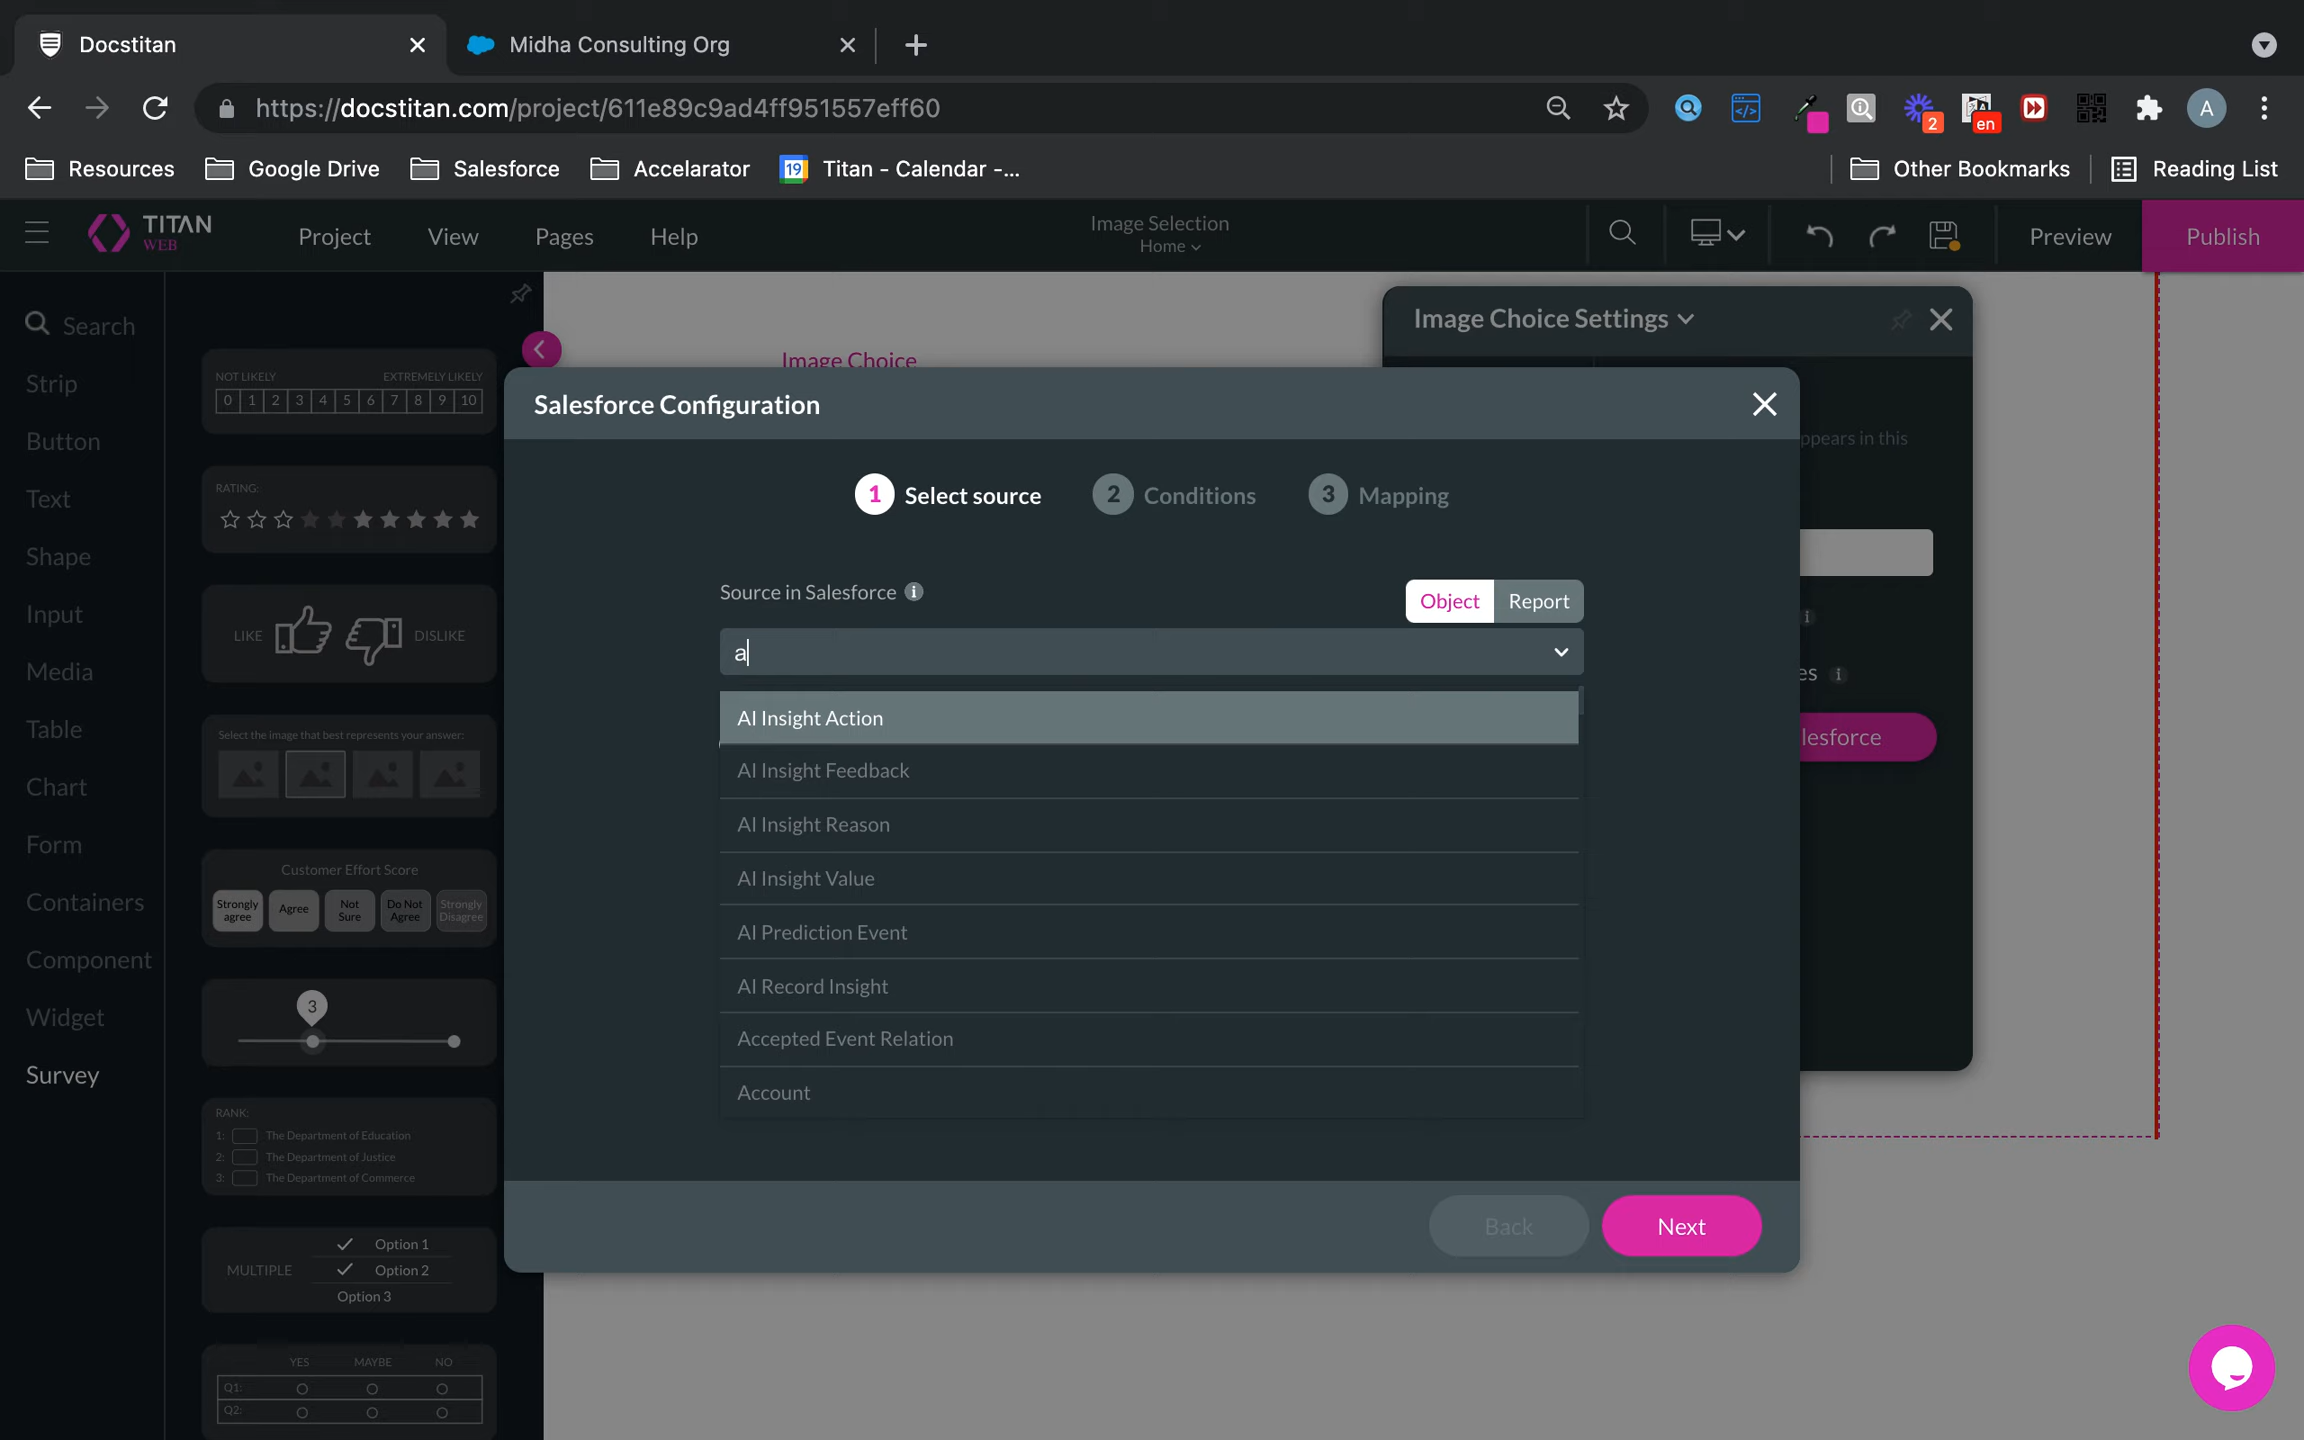 Docstitan
Midha Consulting Org
https://docstitan.com/project/611e89c9ad4ff951557eff60
2
en
A
Resources
Google Drive
Salesforce
Accelarator
19
Titan - Calendar -...
Other Bookmarks
Reading List
TITAN
WEB
Project
View
Pages
Help
Image Selection
Home
Preview
Publish
Search
Strip
Button
Text
Shape
Input
Media
Table
Chart
Form
Containers
Component
Widget
Survey
NOT LIKELY
EXTREMELY LIKELY
0 1 2 3 4 5 6 7 8 9 10
RATING:
LIKE
DISLIKE
Select the image that best represents your answer:
Customer Effort Score
Strongly agree
Agree
Not Sure
Do Not Agree
Strongly Disagree
3
RANK:
1: The Department of Education
2: The Department of Justice
3: The Department of Commerce
MULTIPLE
Option 1
Option 2
Option 3
YES MAYBE NO
Q1:
Q2:
Image Choice
Image Choice Settings
ppears in this
es
lesforce
Salesforce Configuration
1 Select source
2 Conditions
3 Mapping
Source in Salesforce
Object
Report
a
AI Insight Action
AI Insight Feedback
AI Insight Reason
AI Insight Value
AI Prediction Event
AI Record Insight
Accepted Event Relation
Account
Back
Next